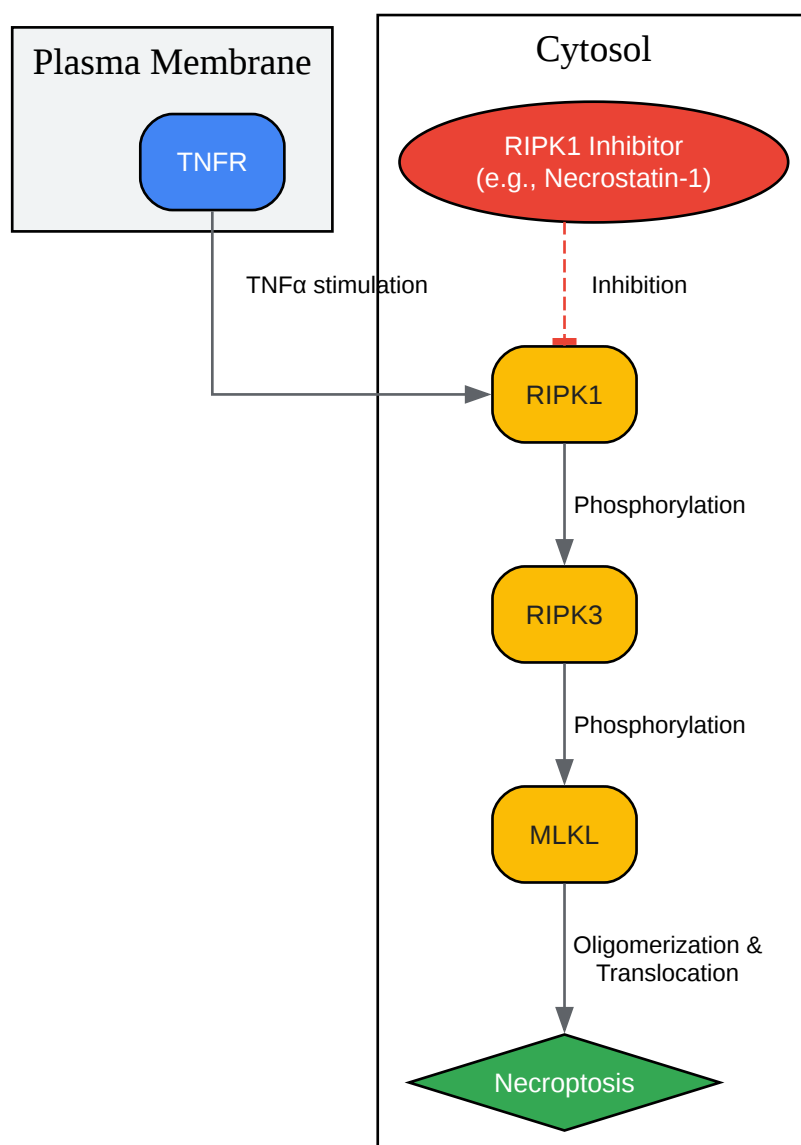 Plasma Membrane
Cytosol
TNFR
RIPK1 Inhibitor
(e.g., Necrostatin-1)
TNFα stimulation
Inhibition
RIPK1
Phosphorylation
RIPK3
Phosphorylation
MLKL
Oligomerization &
Translocation
Necroptosis